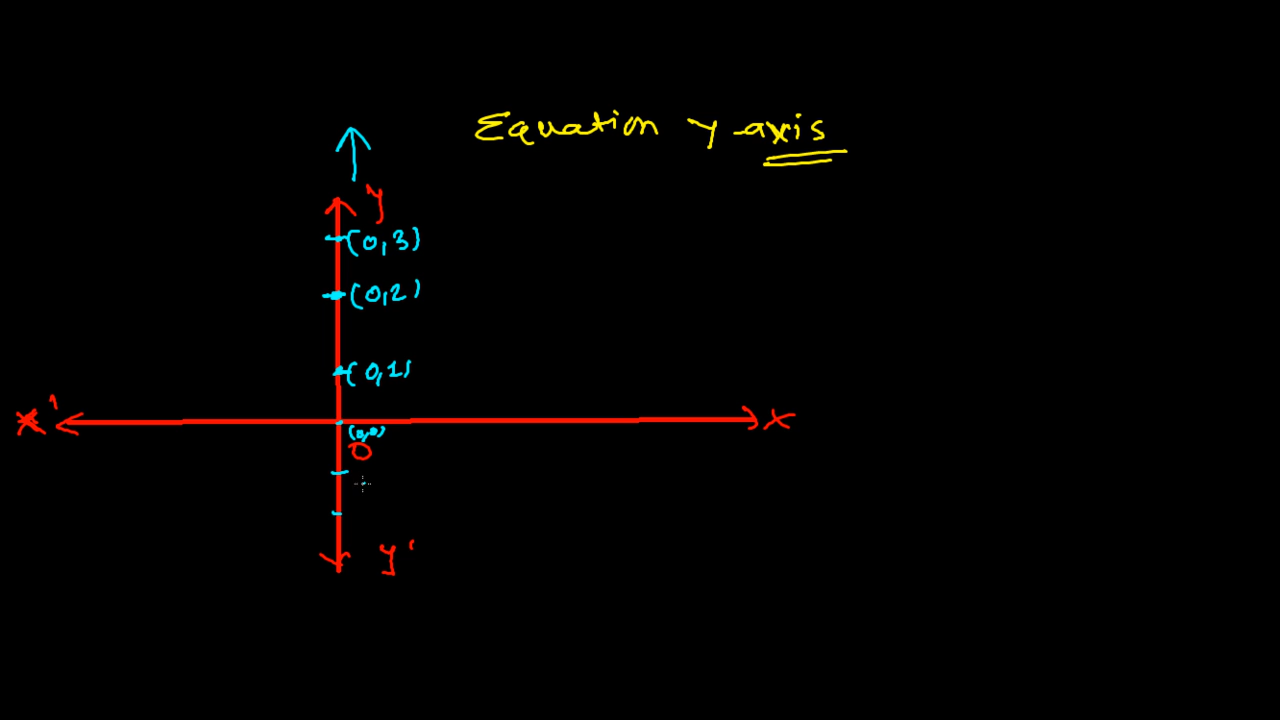 Equation y-axis
y
(0,3)
(0,2)
(0,1)
x' x
(0,0)
O
y'